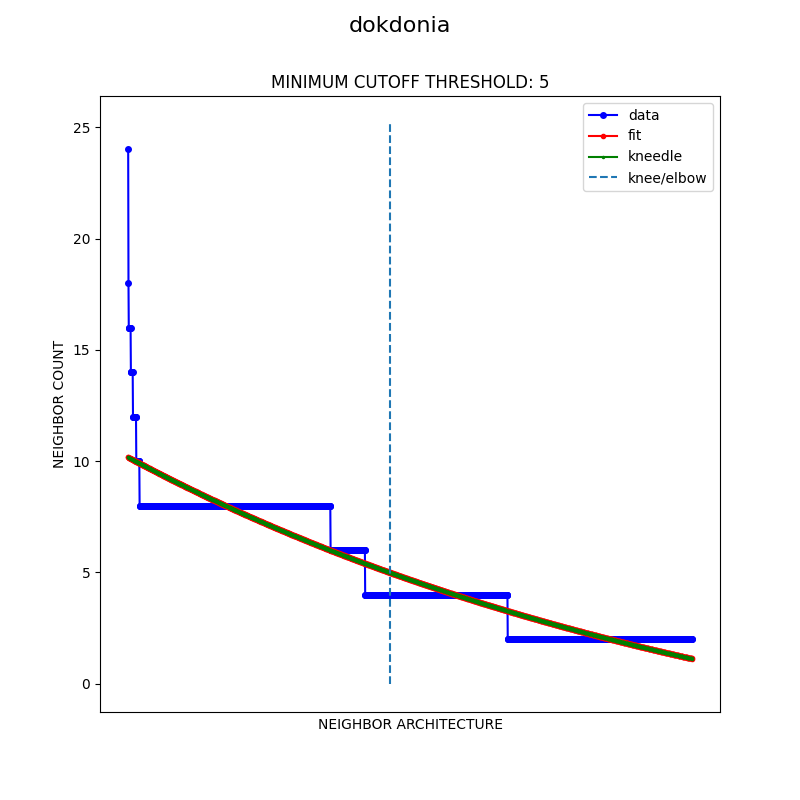 dokdonia
MINIMUM CUTOFF THRESHOLD: 5
data
fit
kneedle
knee/elbow
25
20
15
10
5
0
NEIGHBOR COUNT
NEIGHBOR ARCHITECTURE